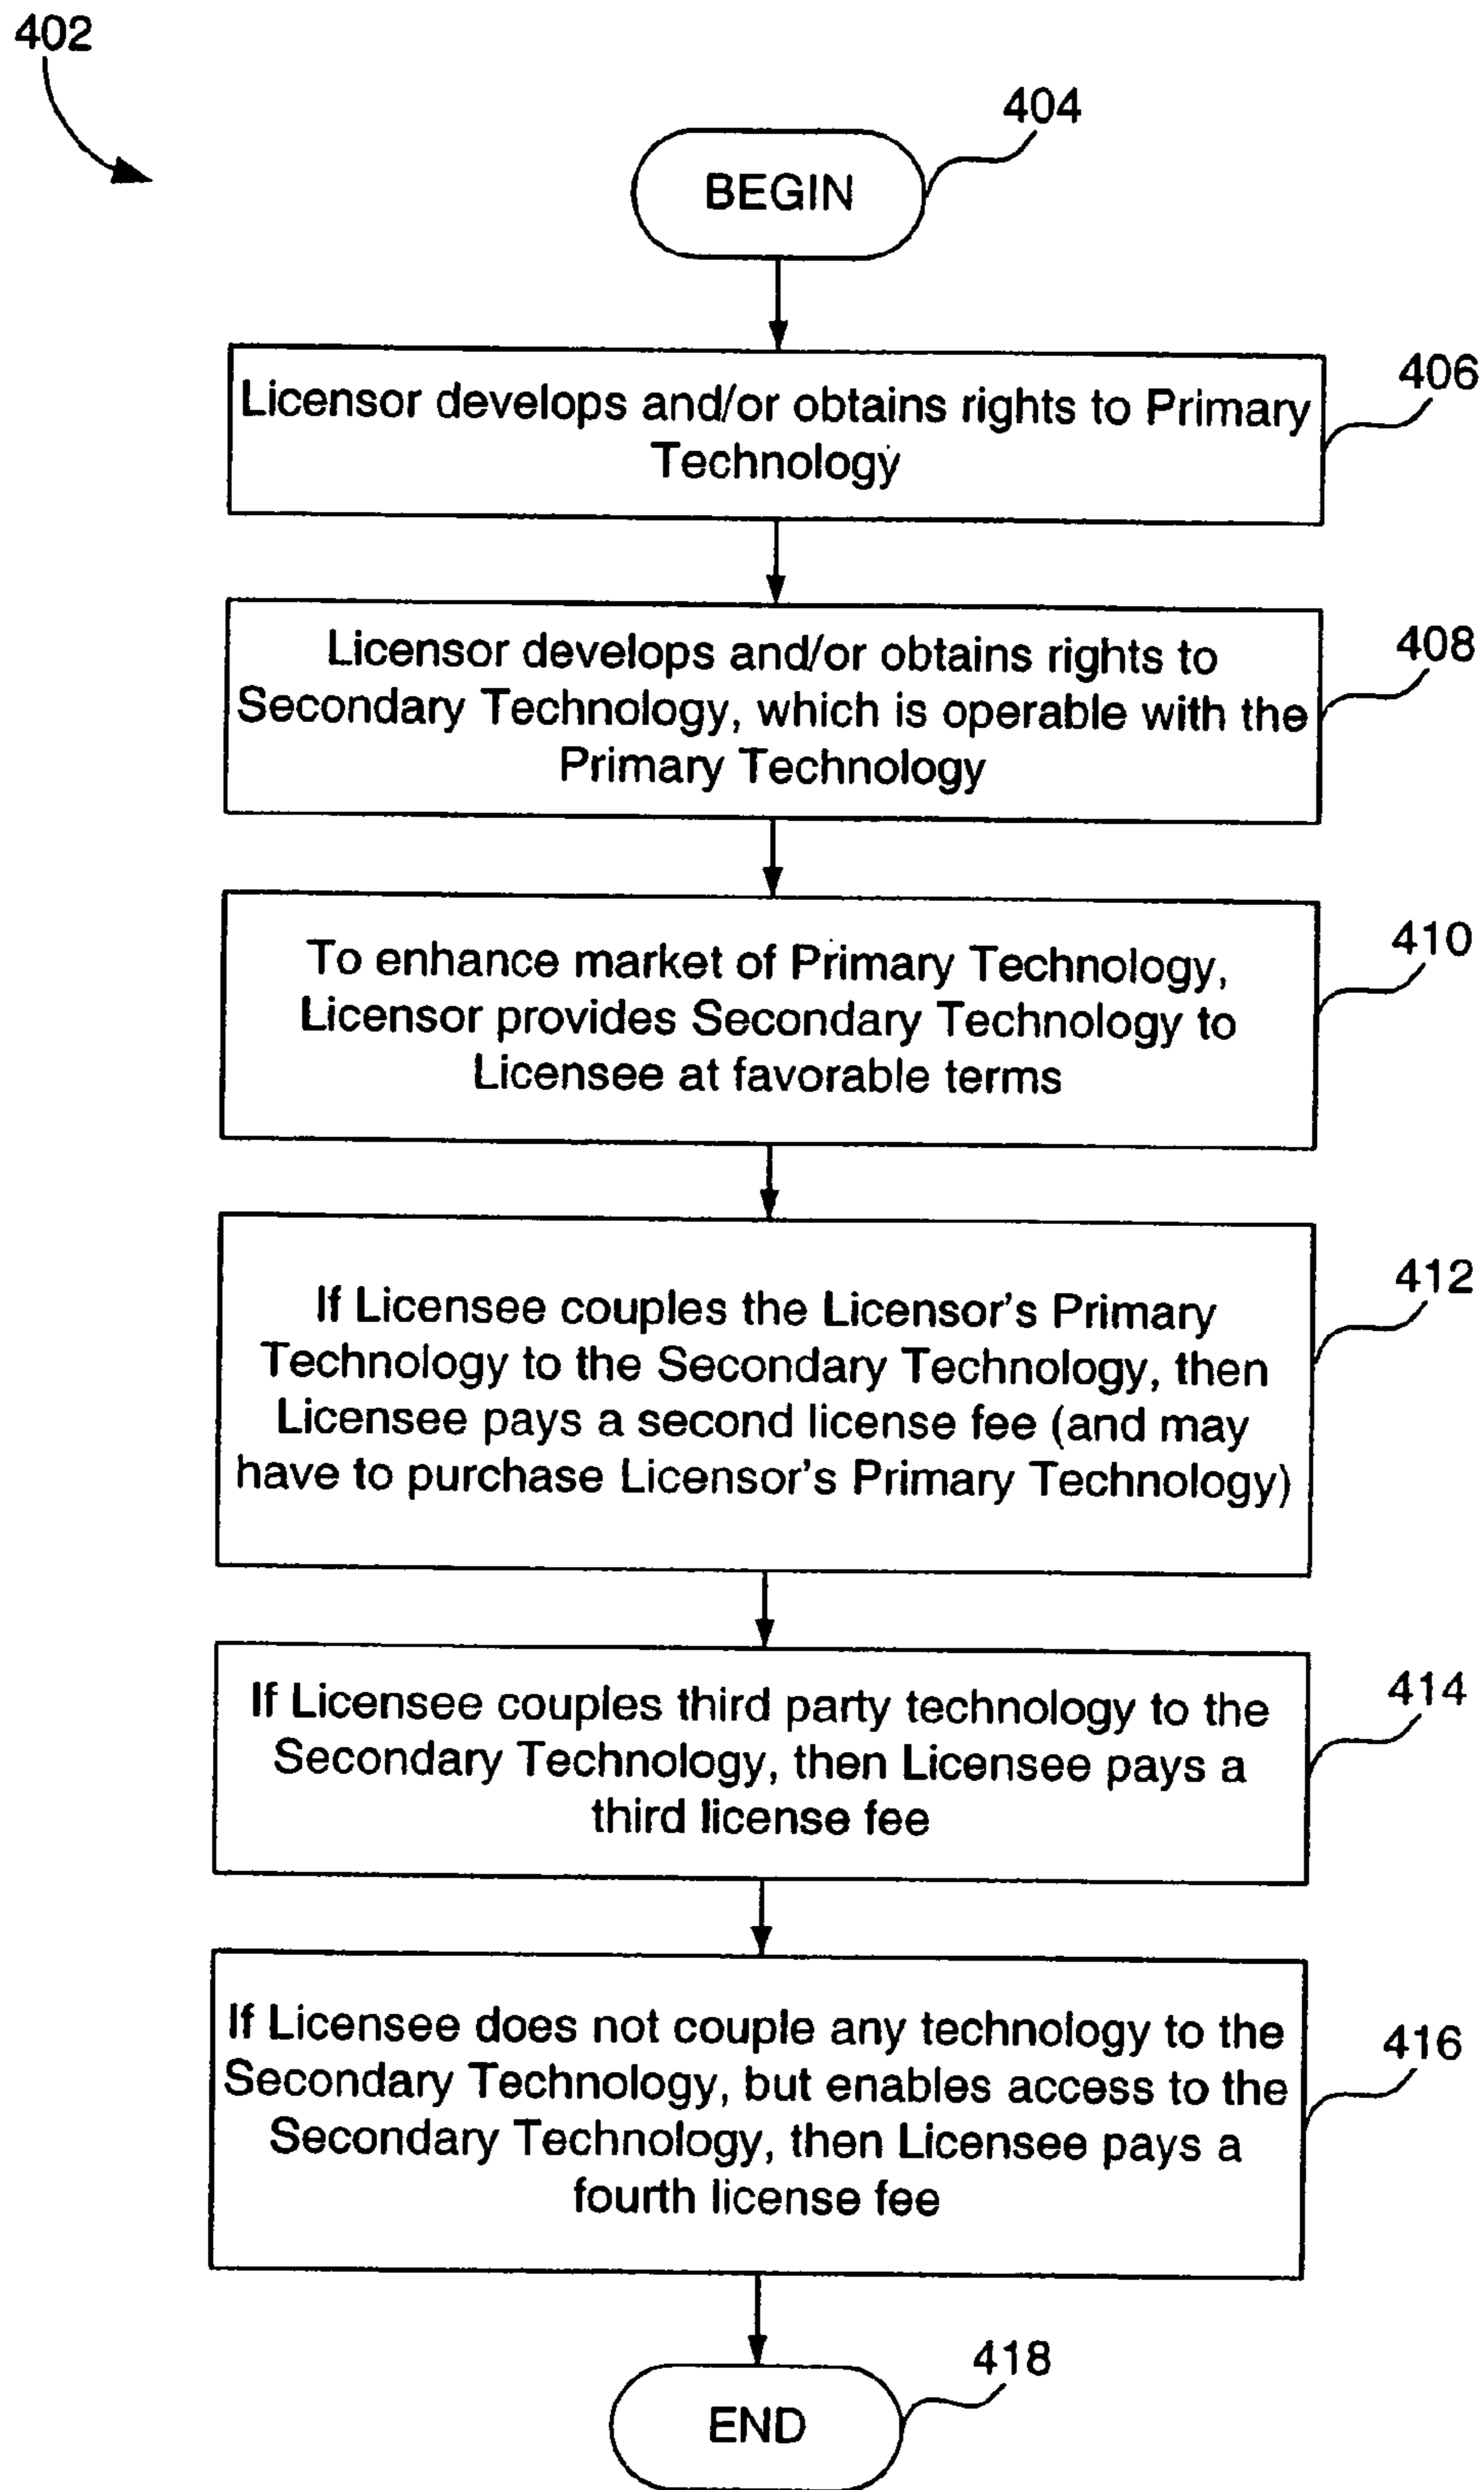 402
404
BEGIN
406
Licensor develops and/or obtains rights to Primary
Technology
408
Licensor develops and/or obtains rights to
Secondary Technology, which is operable with the
Primary Technology
410
To enhance market of Primary Technology,
Licensor provides Secondary Technology to
Licensee at favorable terms
412
If Licensee couples the Licensor's Primary
Technology to the Secondary Technology, then
Licensee pays a second license fee (and may
have to purchase Licensor's Primary Technology)
414
If Licensee couples third party technology to the
Secondary Technology, then Licensee pays a
third license fee
416
If Licensee does not couple any technology to the
Secondary Technology, but enables access to the
Secondary Technology, then Licensee pays a
fourth license fee
418
END